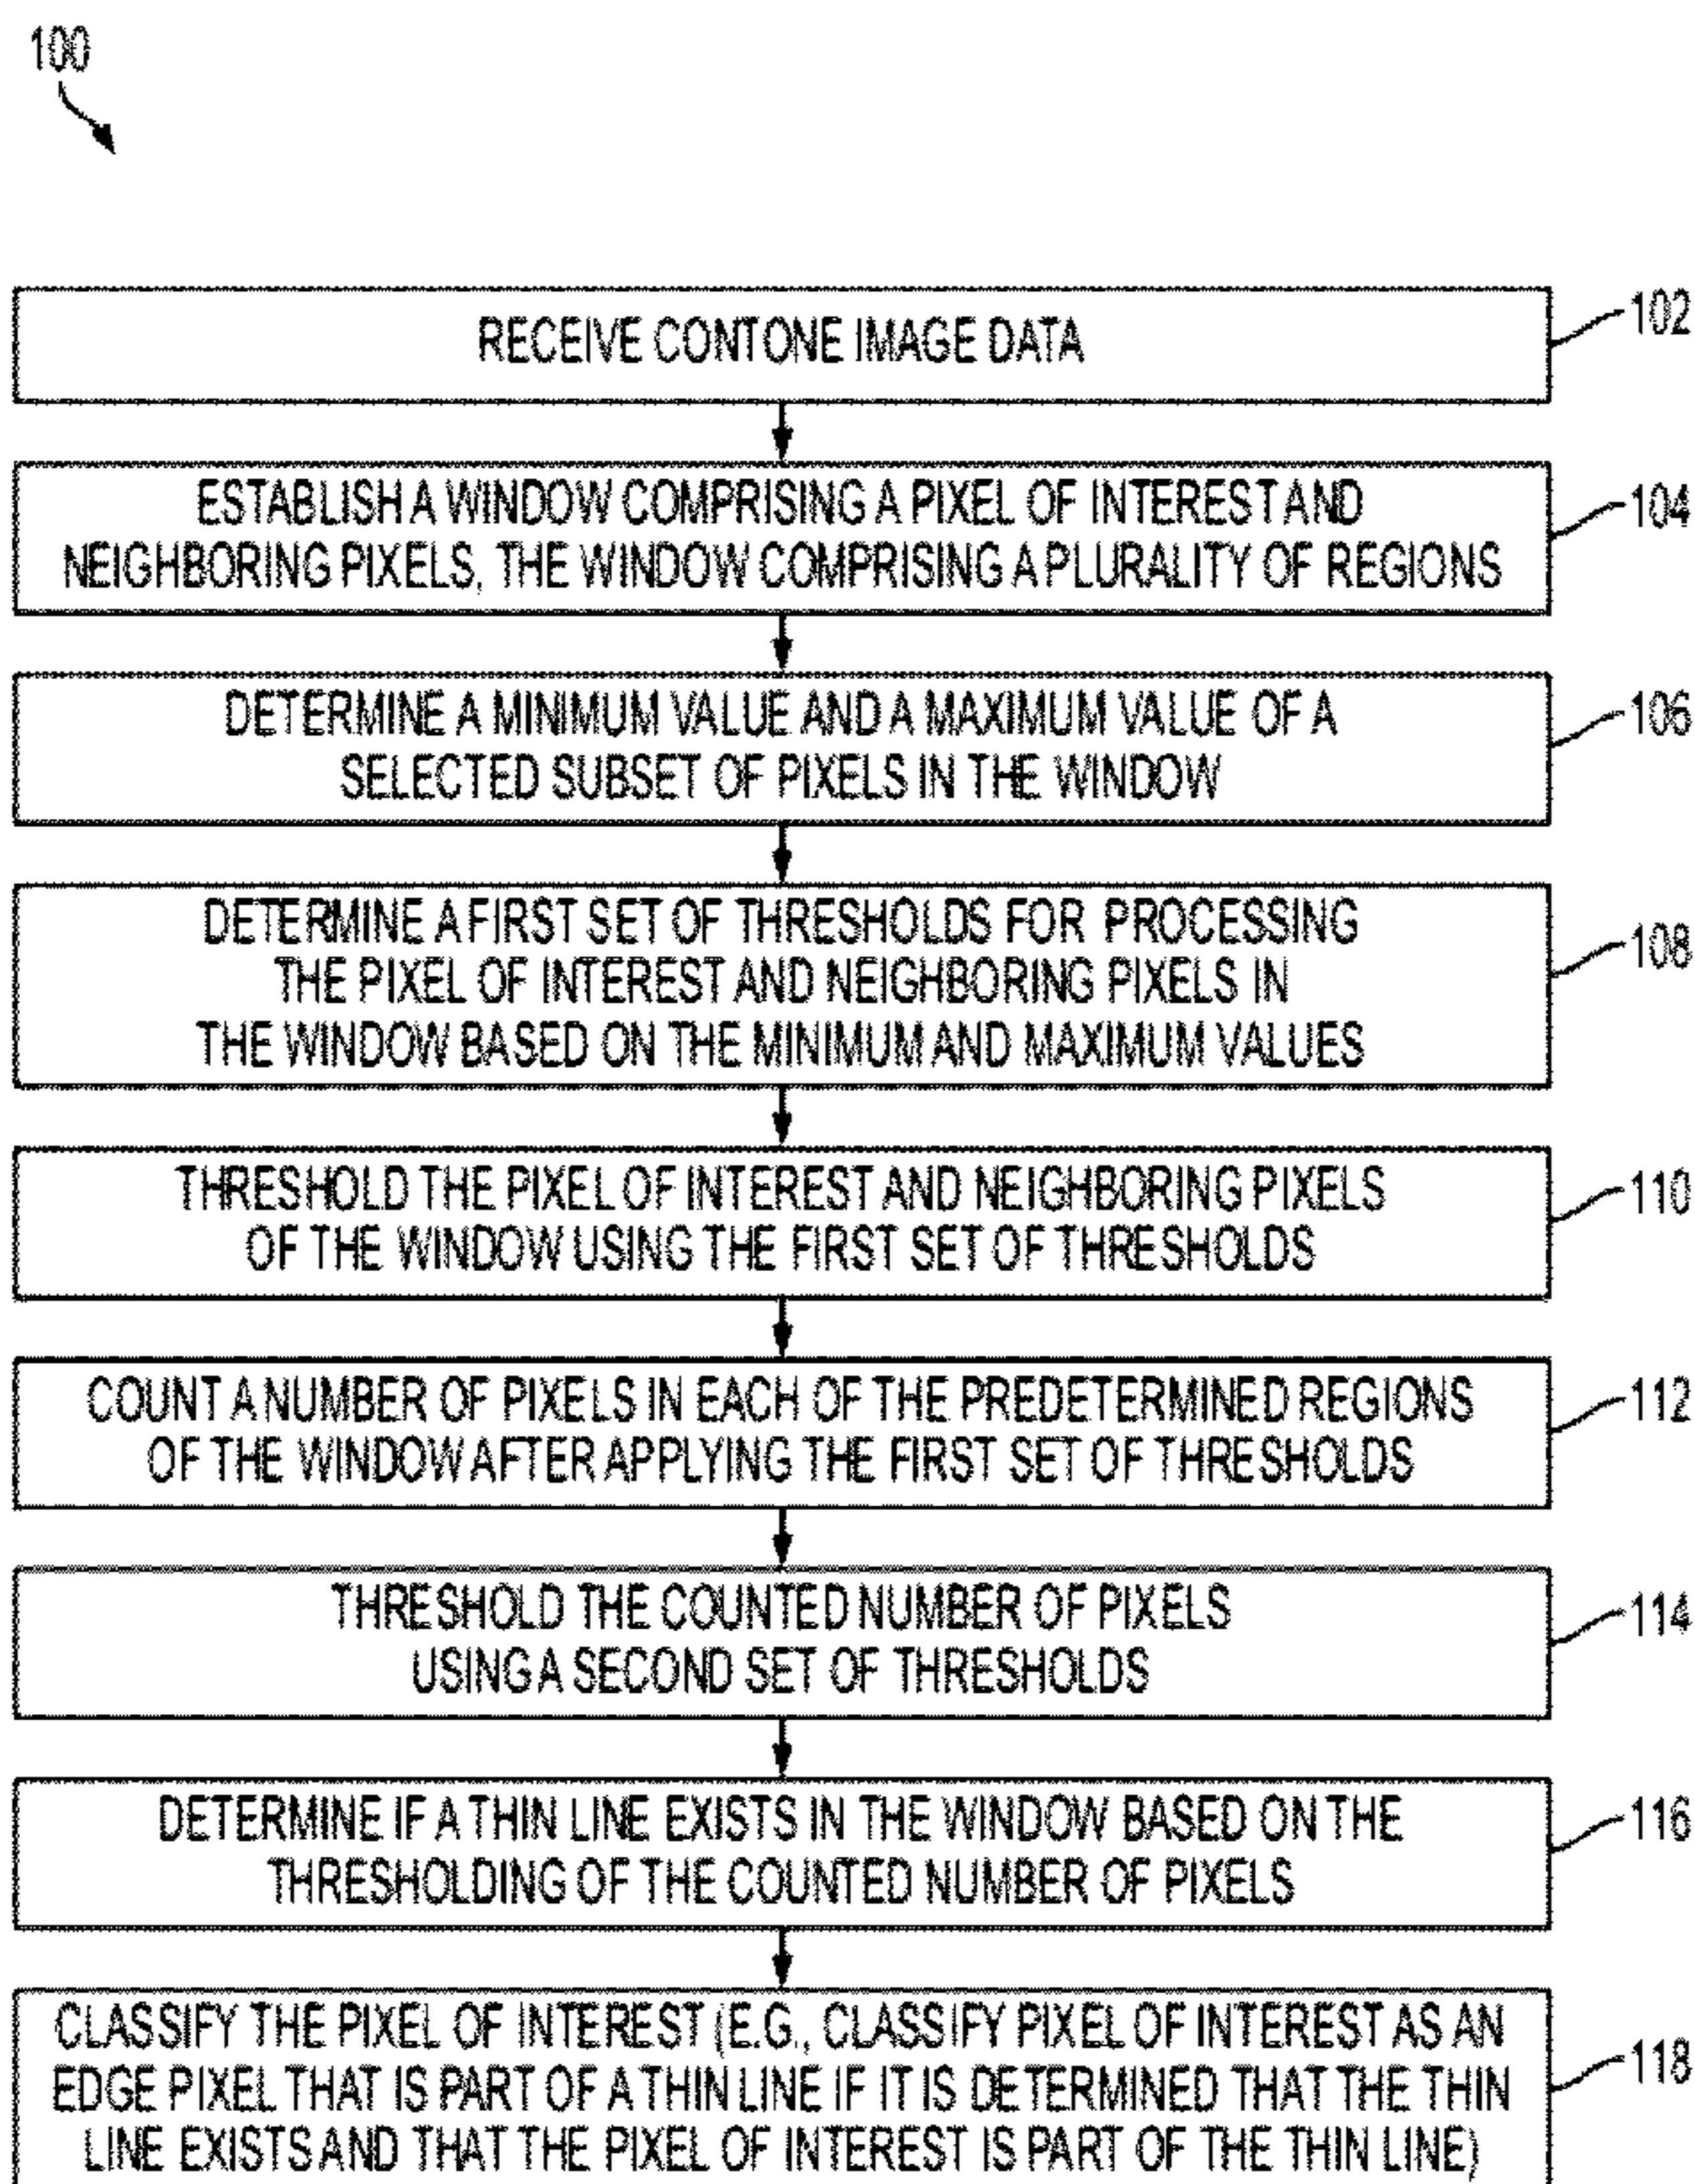 100
RECEIVE CONTONE IMAGE DATA
102
ESTABLISH A WINDOW COMPRISING A PIXEL OF INTEREST AND
NEIGHBORING PIXELS, THE WINDOW COMPRISING A PLURALITY OF REGIONS
104
DETERMINE A MINIMUM VALUE AND A MAXIMUM VALUE OF A
SELECTED SUBSET OF PIXELS IN THE WINDOW
106
DETERMINE A FIRST SET OF THRESHOLDS FOR PROCESSING
THE PIXEL OF INTEREST AND NEIGHBORING PIXELS IN
THE WINDOW BASED ON THE MINIMUM AND MAXIMUM VALUES
108
THRESHOLD THE PIXEL OF INTEREST AND NEIGHBORING PIXELS
OF THE WINDOW USING THE FIRST SET OF THRESHOLDS
110
COUNT A NUMBER OF PIXELS IN EACH OF THE PREDETERMINED REGIONS
OF THE WINDOW AFTER APPLYING THE FIRST SET OF THRESHOLDS
112
THRESHOLD THE COUNTED NUMBER OF PIXELS
USING A SECOND SET OF THRESHOLDS
114
DETERMINE IF A THIN LINE EXISTS IN THE WINDOW BASED ON THE
THRESHOLDING OF THE COUNTED NUMBER OF PIXELS
116
CLASSIFY THE PIXEL OF INTEREST (E.G., CLASSIFY PIXEL OF INTEREST AS AN
EDGE PIXEL THAT IS PART OF A THIN LINE IF IT IS DETERMINED THAT THE THIN
LINE EXISTS AND THAT THE PIXEL OF INTEREST IS PART OF THE THIN LINE)
118